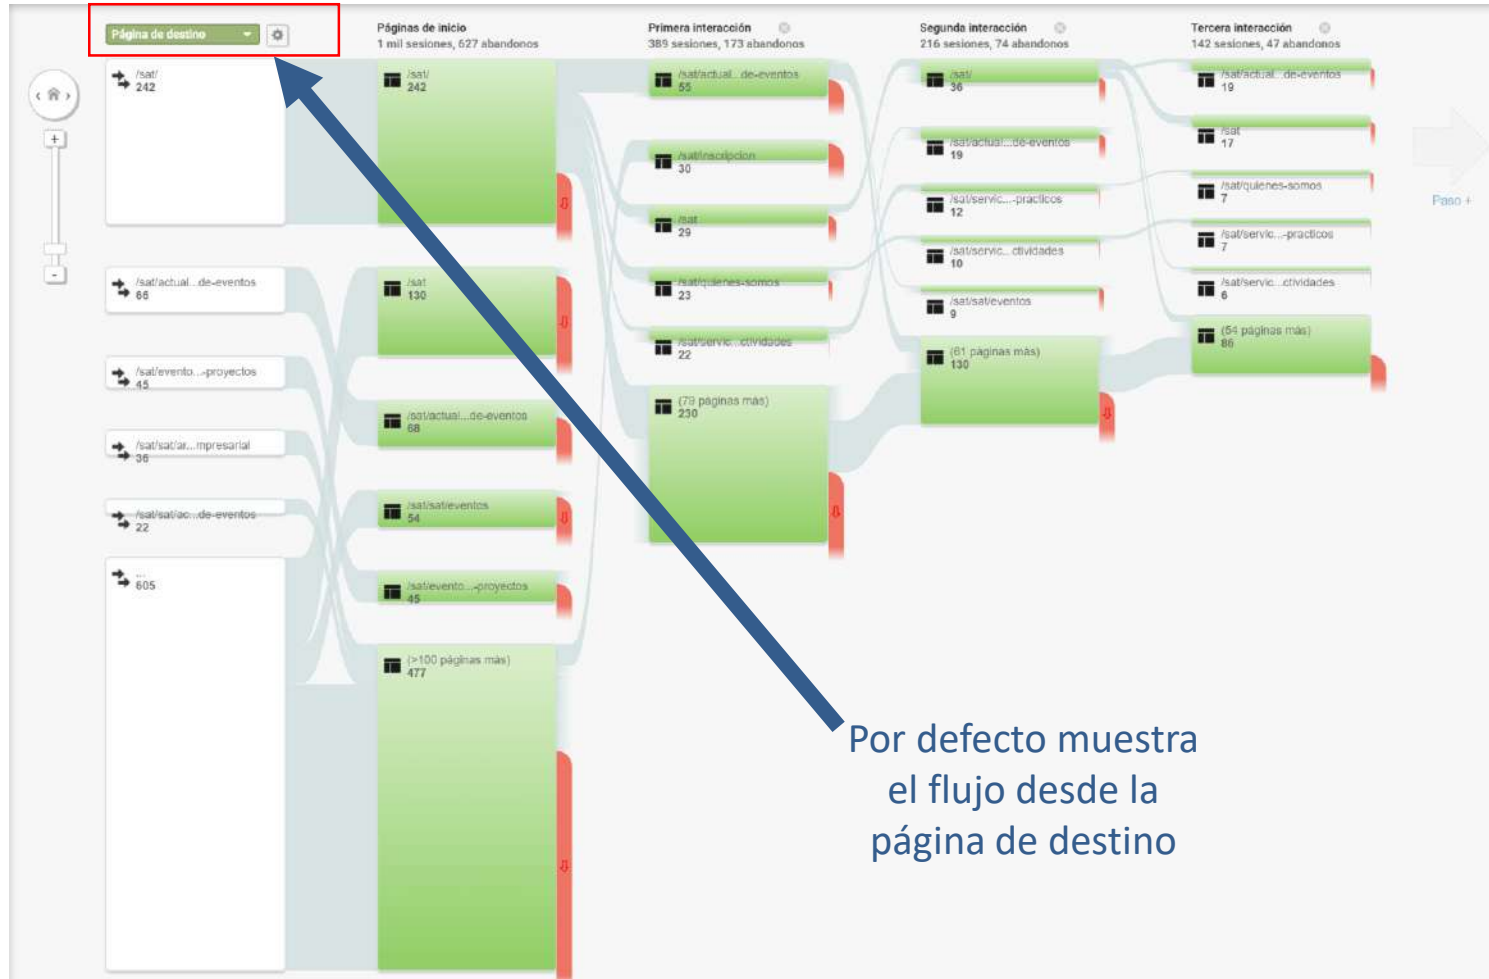 Página de destino
Páginas de inicio
1 mil sesiones, 627 abandonos
Primera interacción
389 sesiones, 173 abandonos
Segunda interacción
216 sesiones, 74 abandonos
Tercera interacción
142 sesiones, 47 abandonos
/sat/
242
/sat/actual...de-eventos
66
/sat/evento...-proyectos
45
/sat/sat/ar...mpresarial
36
/sat/sat/ac...de-eventos
22
...
605
/sat/
242
/sat
130
/sat/actual...de-eventos
68
/sat/sat/eventos
54
/sat/evento...-proyectos
45
(>100 páginas más)
477
/sat/actual...de-eventos
55
/sat/inscripcion
30
/sat
29
/sat/quienes-somos
23
/sat/servic...ctividades
22
(79 páginas más)
230
/sat/
36
/sat/actual...de-eventos
19
/sat/servic...-practicos
12
/sat/servic...ctividades
10
/sat/sat/eventos
9
(61 páginas más)
130
/sat/actual...de-eventos
19
/sat
17
/sat/quienes-somos
7
/sat/servic...-practicos
7
/sat/servic...ctividades
6
(54 páginas más)
86
Paso +
Por defecto muestra
el flujo desde la
página de destino